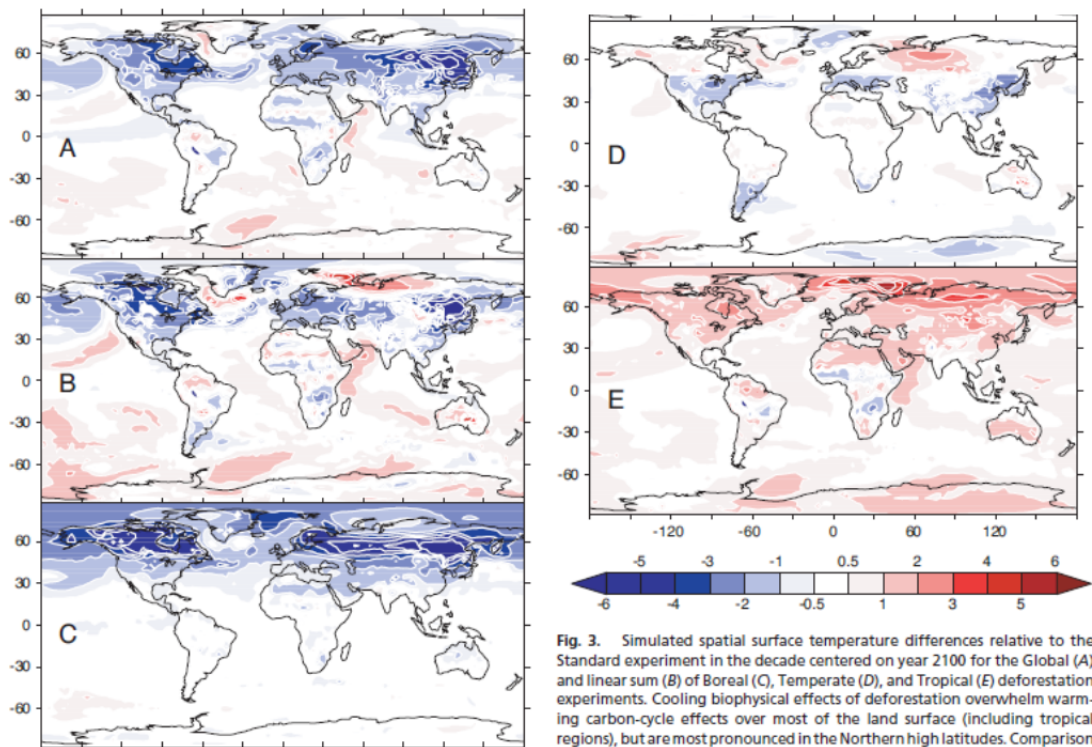 60
30
0
-30
-60
A
60
30
0
-30
-60
B
60
30
0
-30
-60
C
60
30
0
-30
-60
D
60
30
0
-30
-60
E
-120 -60 0 60 120
-5 -3 -1 0.5 2 4 6
-6 -4 -2 -0.5 1 3 5
Fig. 3. Simulated spatial surface temperature differences relative to the
Standard experiment in the decade centered on year 2100 for the Global (A)
and linear sum (B) of Boreal (C), Temperate (D), and Tropical (E) deforestation
experiments. Cooling biophysical effects of deforestation overwhelm warm-
ing carbon-cycle effects over most of the land surface (including tropical
regions), but are most pronounced in the Northern high latitudes. Comparison